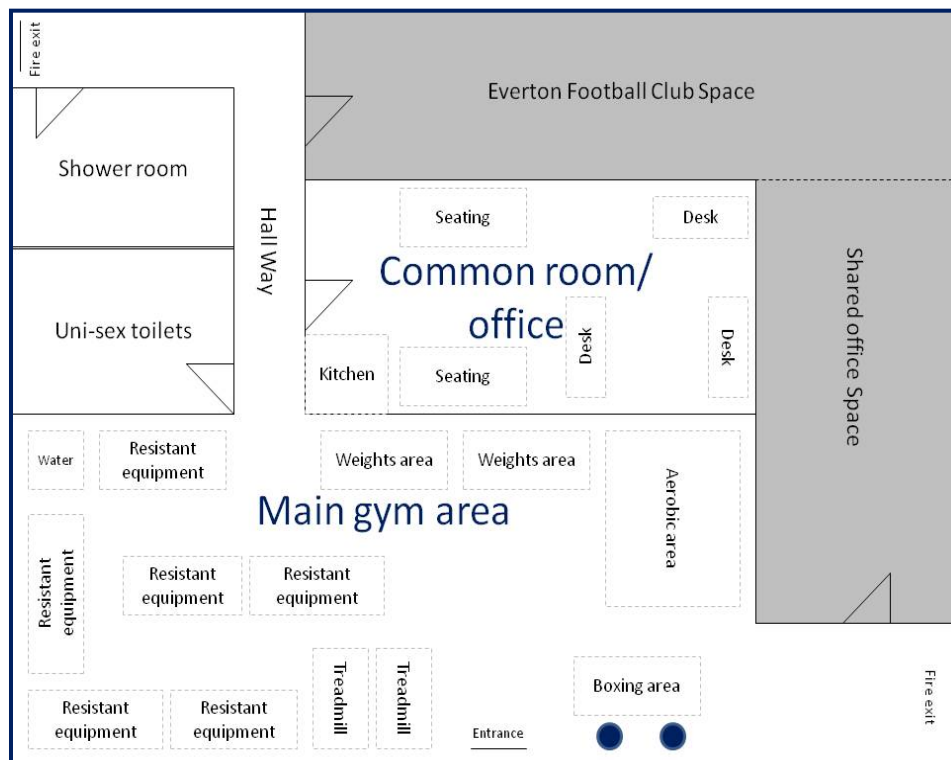 Fire exit
Everton Football Club Space
Shower room
Hall Way
Seating
Desk
Common room/
office
Shared office Space
Uni-sex toilets
Desk
Desk
Kitchen
Seating
Water
Resistant
equipment
Weights area
Weights area
Aerobic area
Main gym area
Resistant
equipment
Resistant
equipment
Resistant
equipment
Treadmill
Treadmill
Boxing area
Fire exit
Resistant
equipment
Resistant
equipment
Entrance